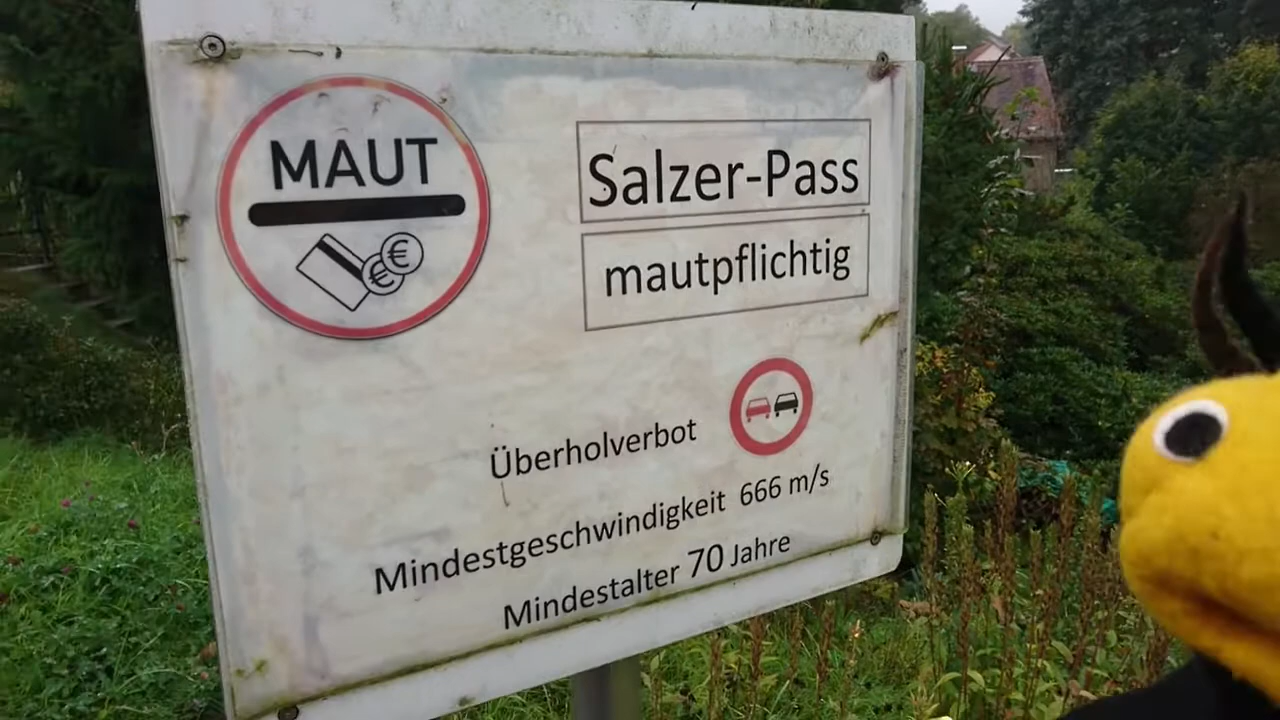 MAUT
€
€
Salzer-Pass
mautpflichtig
Überholverbot
Mindestgeschwindigkeit 666 m/s
Mindestalter 70 Jahre